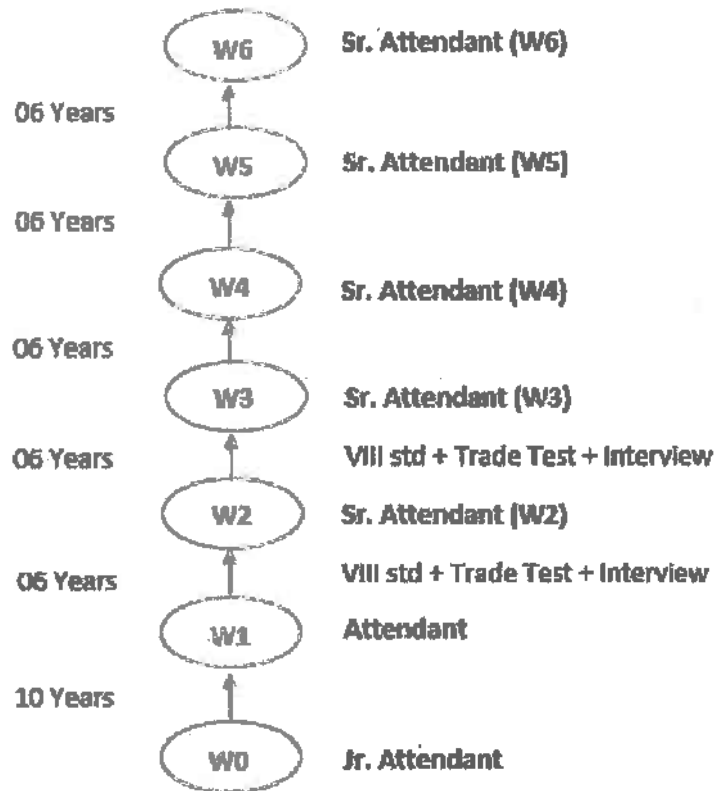 W6 Sr. Attendant (W6)
06 Years
W5 Sr. Attendant (W5)
06 Years
W4 Sr. Attendant (W4)
06 Years
W3 Sr. Attendant (W3)
06 Years VIII std + Trade Test + Interview
W2 Sr. Attendant (W2)
06 Years VIII std + Trade Test + Interview
W1 Attendant
10 Years
W0 Jr. Attendant